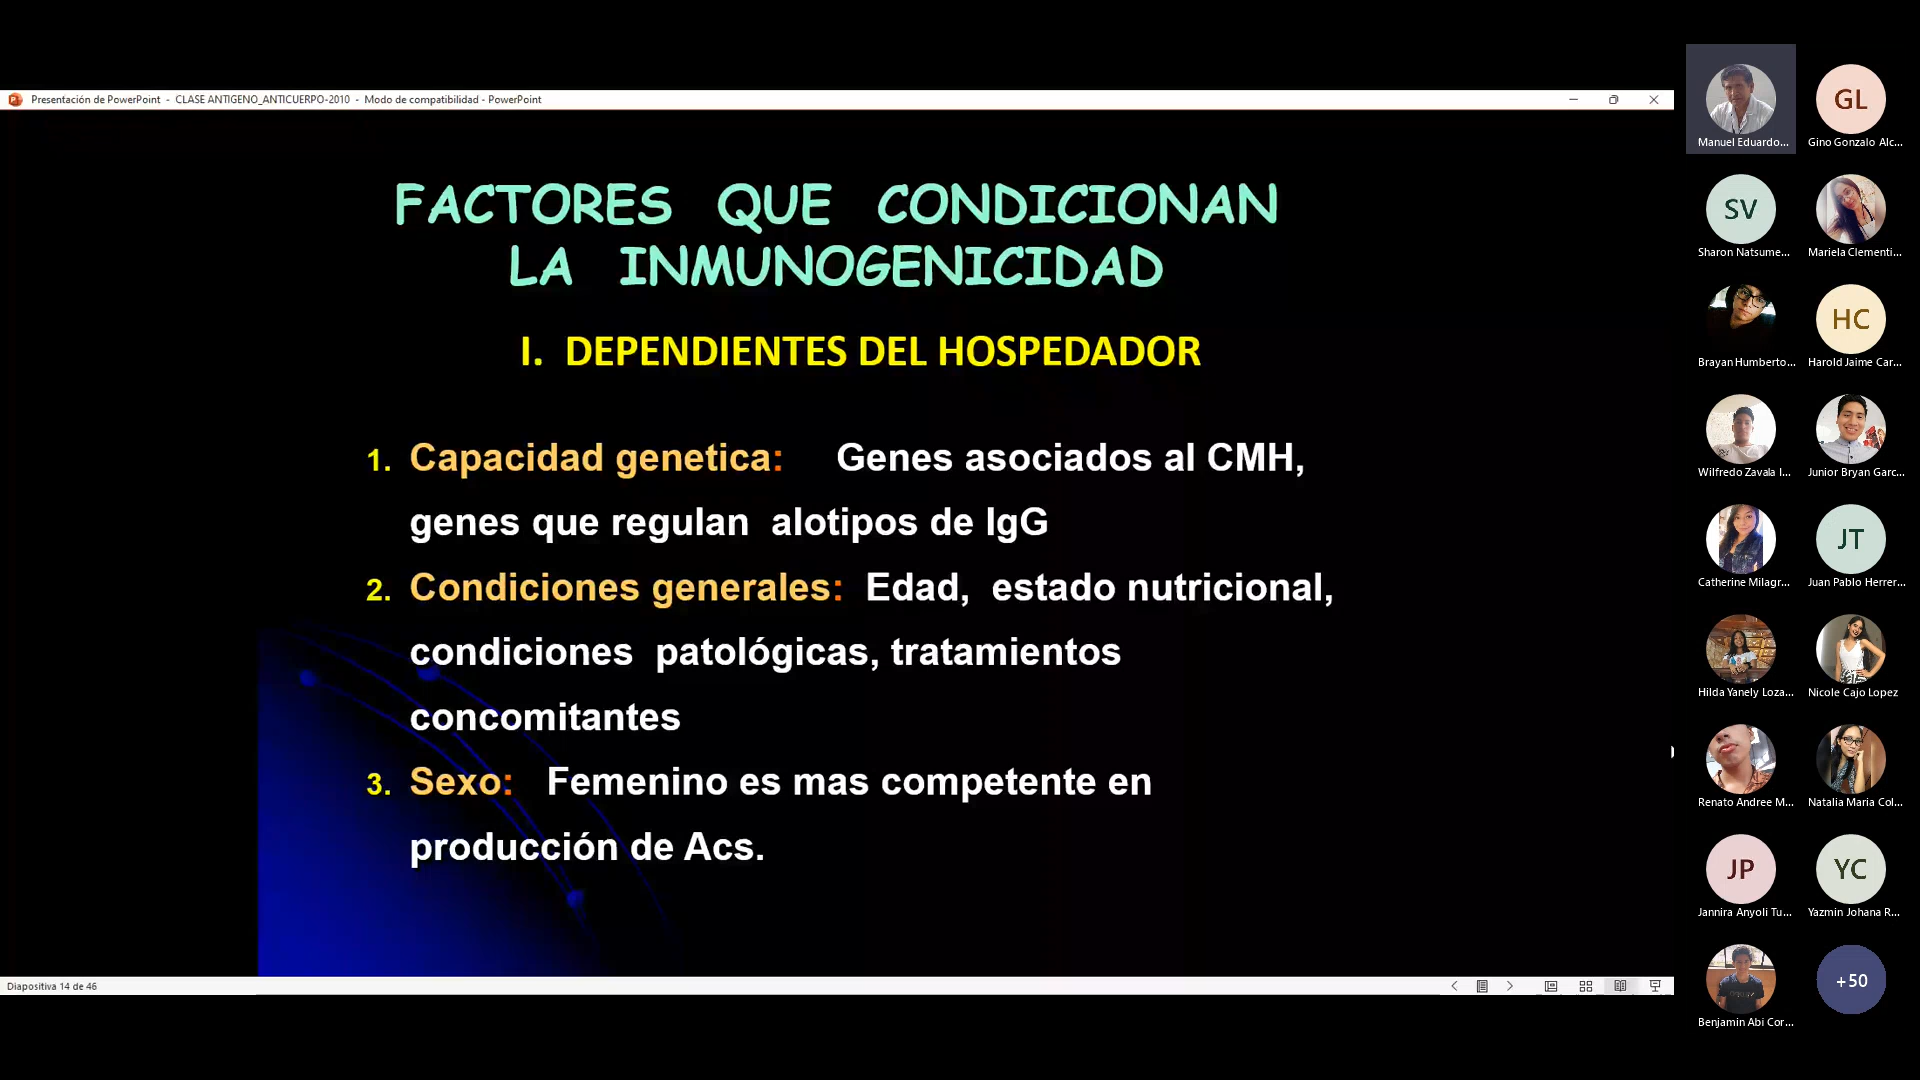 Presentación de PowerPoint - CLASE ANTIGENO_ANTICUERPO-2010 - Modo de compatibilidad - PowerPoint
FACTORES QUE CONDICIONAN
LA INMUNOGENICIDAD
I. DEPENDIENTES DEL HOSPEDADOR
1. Capacidad genetica: Genes asociados al CMH,
genes que regulan alotipos de IgG
2. Condiciones generales: Edad, estado nutricional,
condiciones patológicas, tratamientos
concomitantes
3. Sexo: Femenino es mas competente en
producción de Acs.
Diapositiva 14 de 46
Manuel Eduardo...
GL
Gino Gonzalo Alc...
SV
Sharon Natsume...
Mariela Clementi...
Brayan Humberto...
HC
Harold Jaime Car...
Wilfredo Zavala I...
Junior Bryan Garc...
Catherine Milagr...
JT
Juan Pablo Herrer...
Hilda Yanely Loza...
Nicole Cajo Lopez
Renato Andree M...
Natalia Maria Col...
JP
Jannira Anyoli Tu...
YC
Yazmin Johana R...
Benjamin Abi Cor...
+50